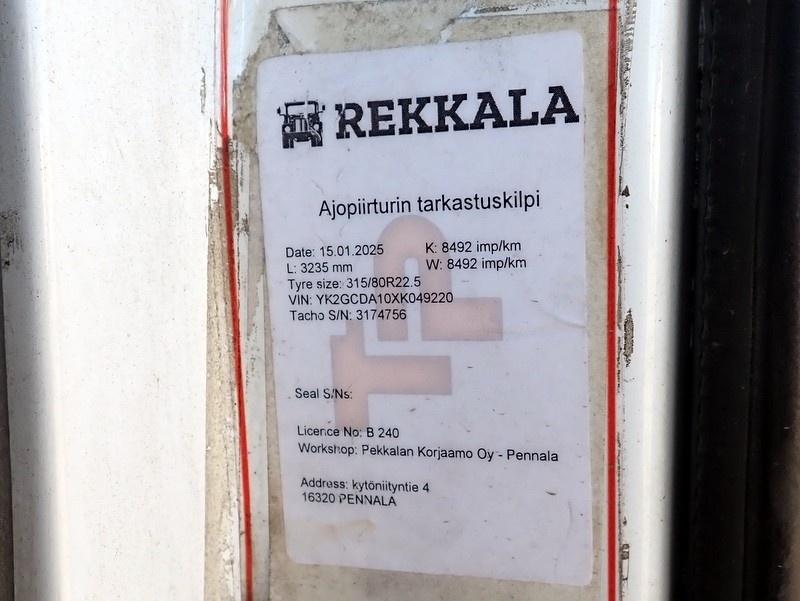 REKKALA
Ajopiirturin tarkastuskilpi
Date: 15.01.2025 K: 8492 imp/km
L: 3235 mm W: 8492 imp/km
Tyre size: 315/80R22.5
VIN: YK2GCDA10XK049220
Tacho S/N: 3174756
Seal S/Ns:
Licence No: B 240
Workshop: Pekkalan Korjaamo Oy - Pennala
Address: kytöniityntie 4
16320 PENNALA